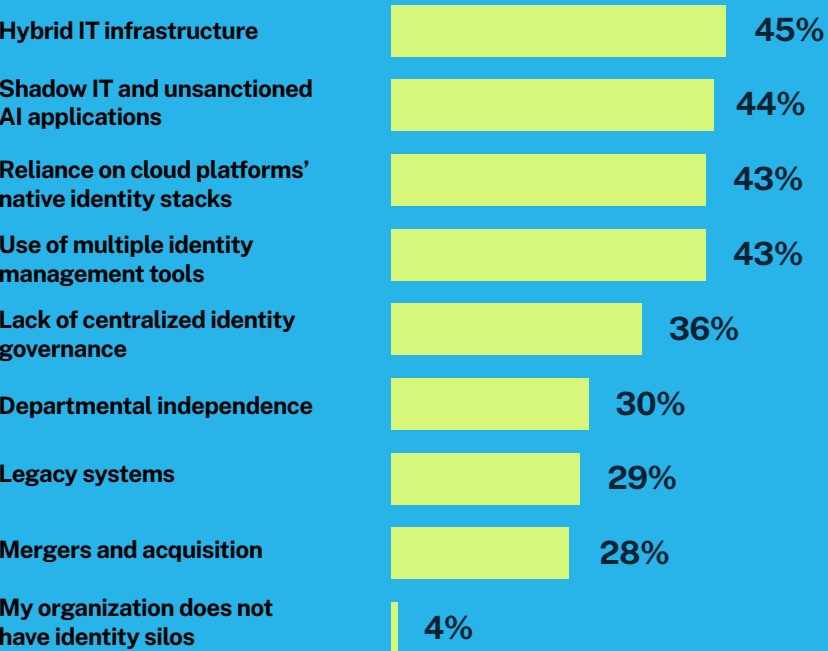 Hybrid IT infrastructure 45%
Shadow IT and unsanctioned
AI applications 44%
Reliance on cloud platforms’
native identity stacks 43%
Use of multiple identity
management tools 43%
Lack of centralized identity
governance 36%
Departmental independence 30%
Legacy systems 29%
Mergers and acquisition 28%
My organization does not
have identity silos 4%